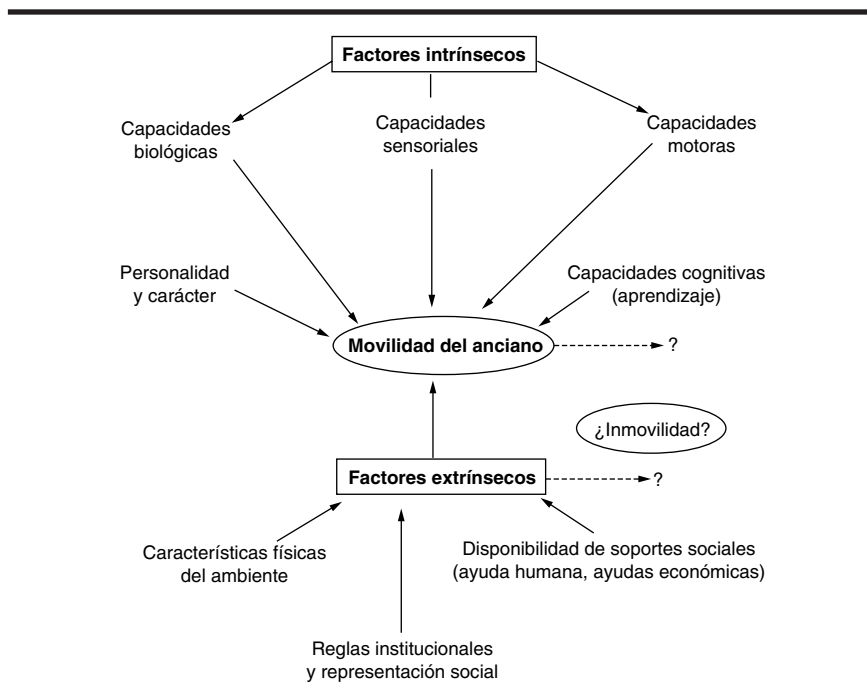 Factores intrínsecos
Capacidades
biológicas
Capacidades
sensoriales
Capacidades
motoras
Personalidad
y carácter
Capacidades cognitivas
(aprendizaje)
Movilidad del anciano
?
¿Inmovilidad?
Factores extrínsecos
?
Características físicas
del ambiente
Disponibilidad de soportes sociales
(ayuda humana, ayudas económicas)
Reglas institucionales
y representación social